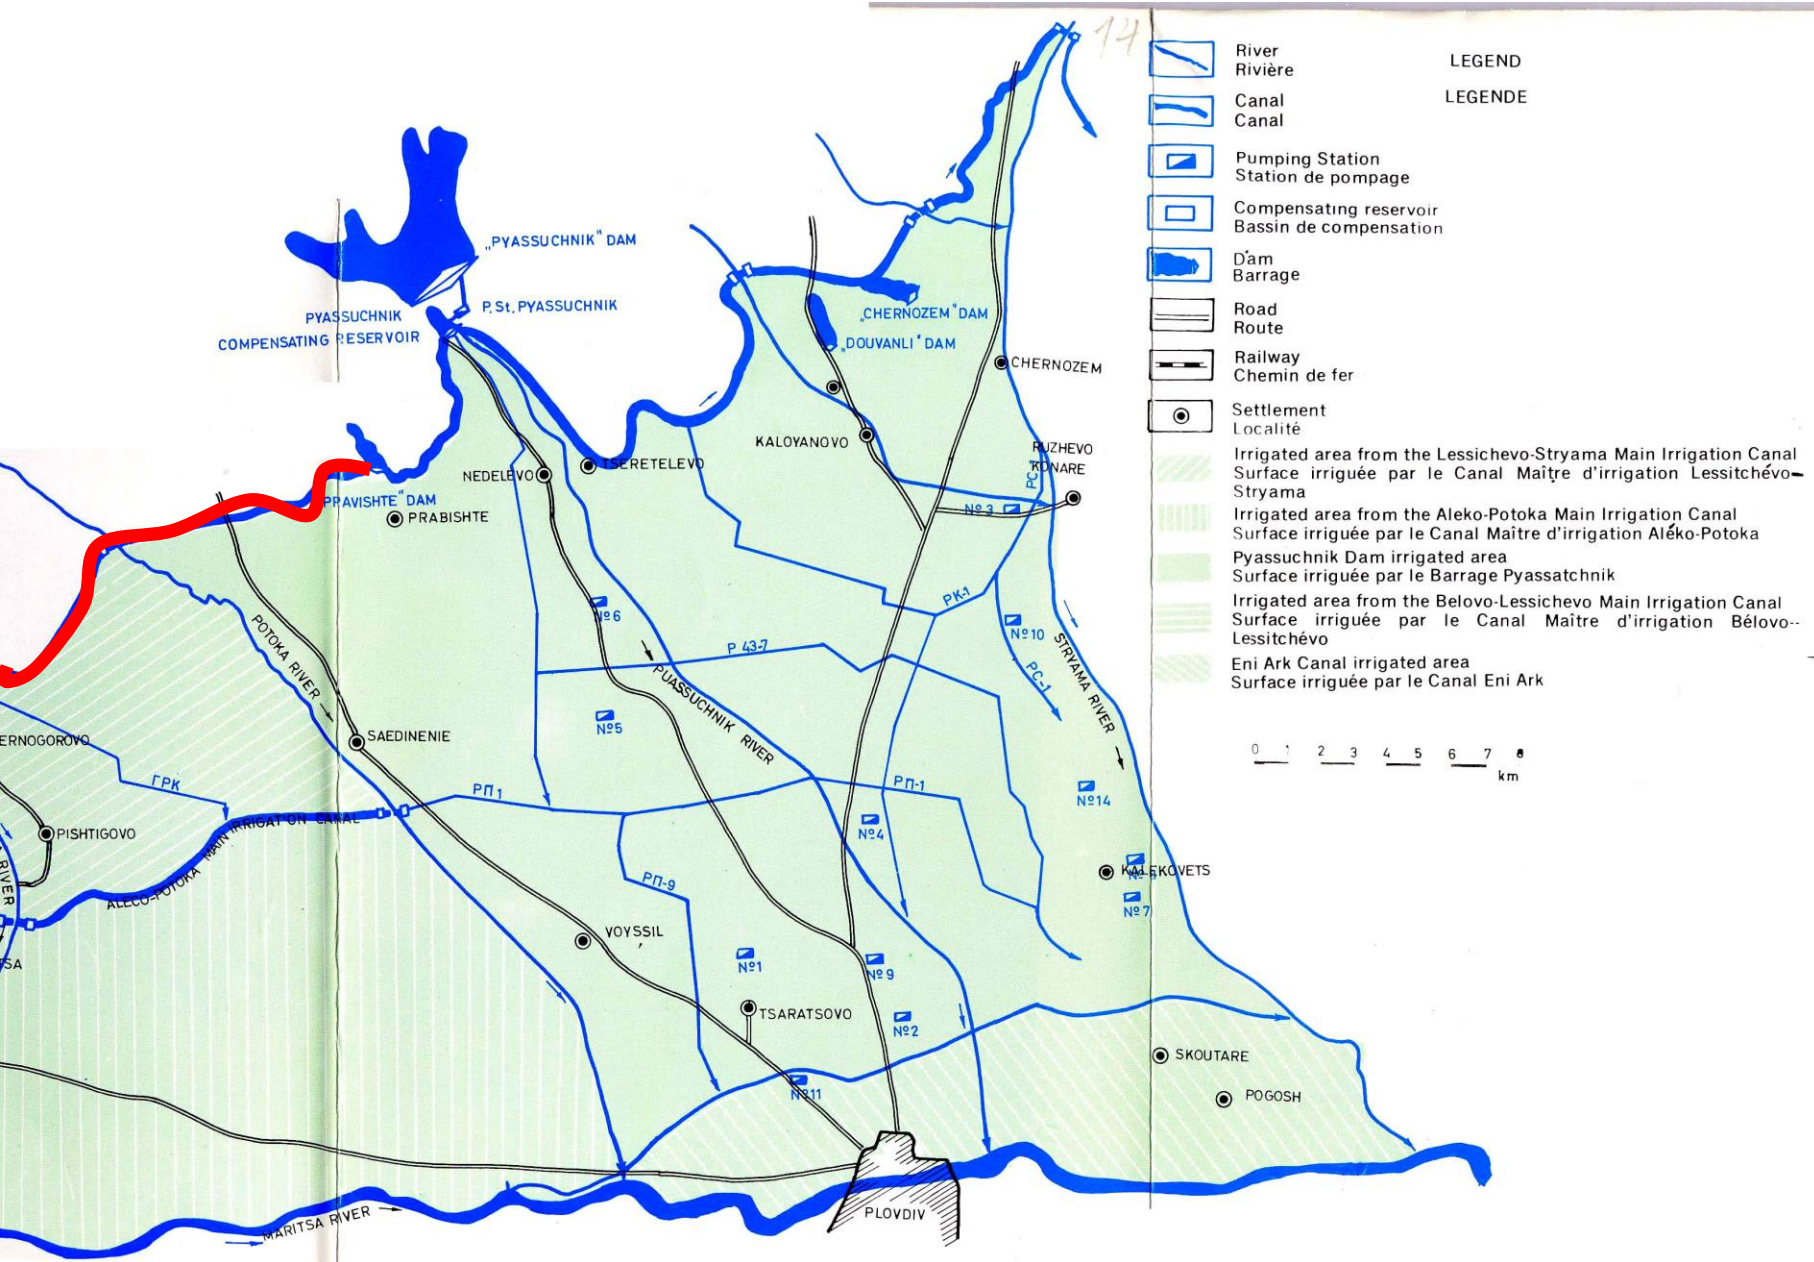 14
LEGEND
LEGENDE
River
Rivière
Canal
Canal
Pumping Station
Station de pompage
Compensating reservoir
Bassin de compensation
Dam
Barrage
Road
Route
Railway
Chemin de fer
Settlement
Localité
Irrigated area from the Lessichevo-Stryama Main Irrigation Canal
Surface irriguée par le Canal Maître d'irrigation Lessitchévo-
Stryama
Irrigated area from the Aleko-Potoka Main Irrigation Canal
Surface irriguée par le Canal Maître d'irrigation Aléko-Potoka
Pyassuchnik Dam irrigated area
Surface irriguée par le Barrage Pyassatchnik
Irrigated area from the Belovo-Lessichevo Main Irrigation Canal
Surface irriguée par le Canal Maître d'irrigation Bélovo--
Lessitchévo
Eni Ark Canal irrigated area
Surface irriguée par le Canal Eni Ark
0 1 2 3 4 5 6 7 8
km
„PYASSUCHNIK" DAM
P.St. PYASSUCHNIK
PYASSUCHNIK
COMPENSATING RESERVOIR
„CHERNOZEM" DAM
„DOUVANLI" DAM
CHERNOZEM
KALOYANOVO
RUZHEVO
KONARE
PC-1
№3
NEDELEVO
TSERETELEVO
PRAVISHTE" DAM
PRABISHTE
№6
PK-1
№10
PC-1
STRYAMA RIVER
POTOKA RIVER
P 43-7
PUASSUCHNIK RIVER
№5
SAEDINENIE
ERNOGOROVO
ГРК
РП1
РП-1
№14
PISHTIGOVO
ALECO-POTOKA MAIN IRRIGATION CANAL
№4
KALEKOVETS
RIVER
РП-9
№7
VOYSSIL
TSA
№1
№9
TSARATSOVO
№2
SKOUTARE
№11
POGOSH
MARITSA RIVER
PLOVDIV